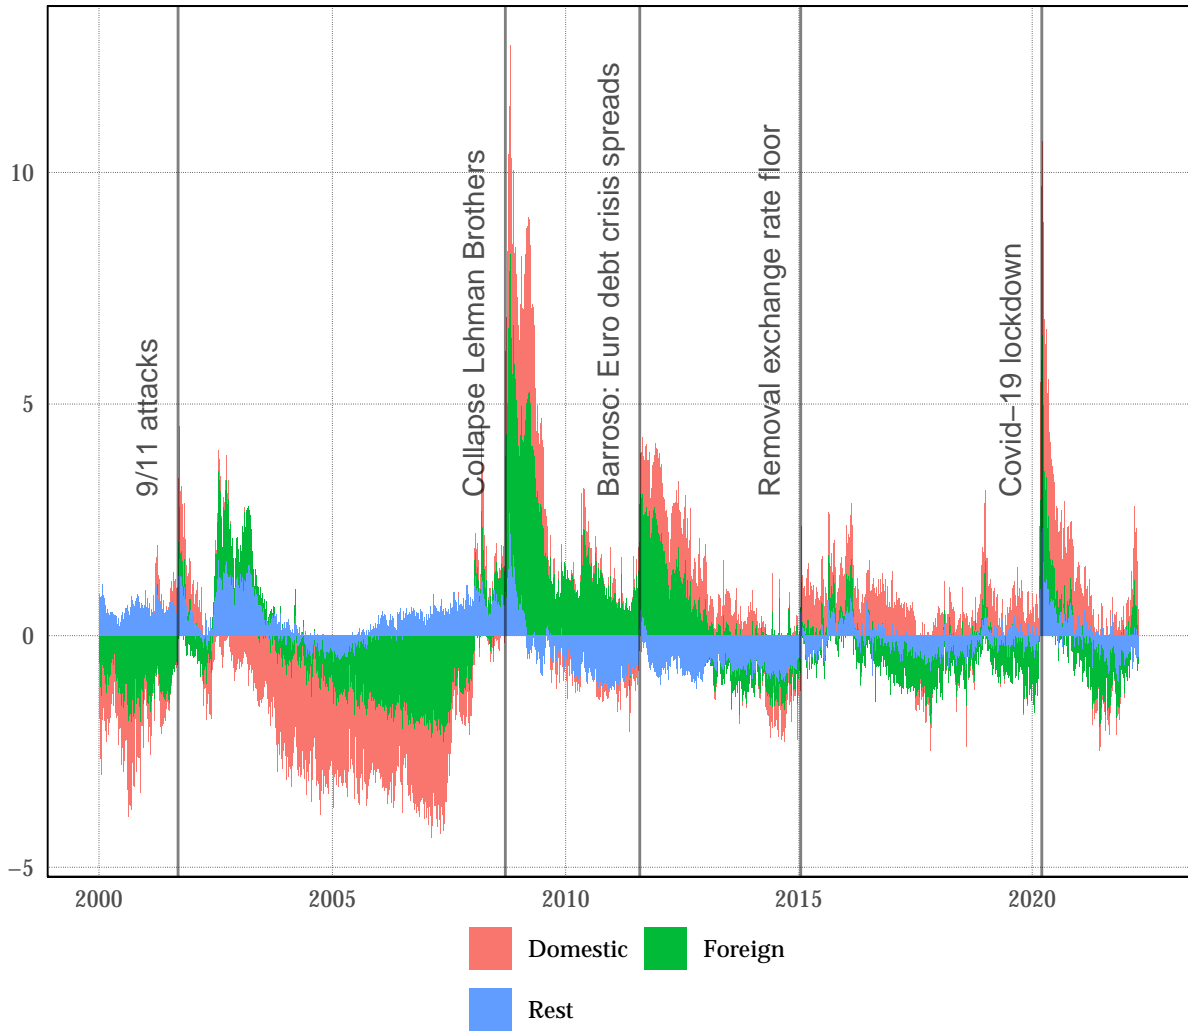 10
5
0
−5
9/11 attacks
Collapse Lehman Brothers
Barroso: Euro debt crisis spreads
Removal exchange rate floor
Covid−19 lockdown
2000
2005
2010
2015
2020
Domestic
Foreign
Rest